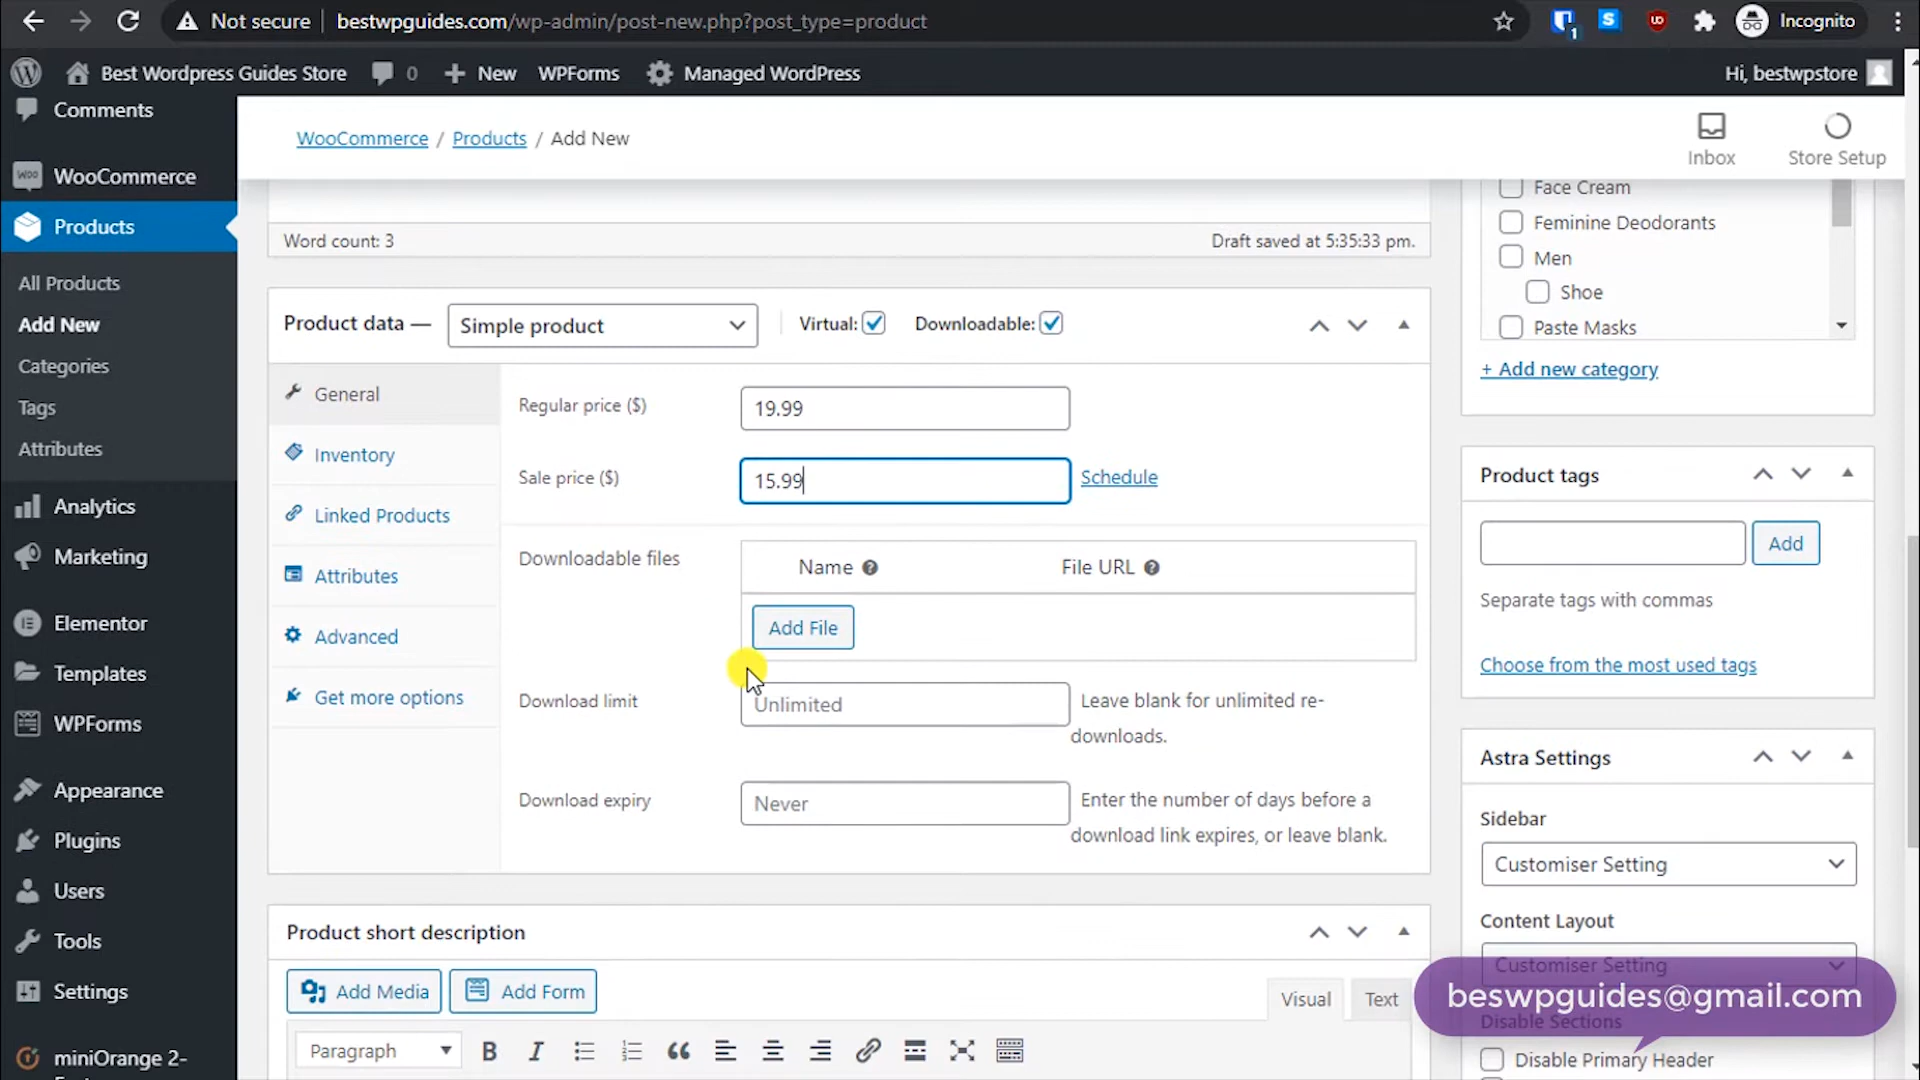 Not secure
bestwpguides.com/wp-admin/post-new.php?post_type=product
1
Incognito
Best Wordpress Guides Store
0
New
WPForms
Managed WordPress
Hi, bestwpstore
Comments
WooCommerce
Products
All Products
Add New
Categories
Tags
Attributes
Analytics
Marketing
Elementor
Templates
WPForms
Appearance
Plugins
Users
Tools
Settings
miniOrange 2-
WooCommerce / Products / Add New
Inbox
Store Setup
Word count: 3
Draft saved at 5:35:33 pm.
Product data —
Simple product
Virtual:
Downloadable:
General
Inventory
Linked Products
Attributes
Advanced
Get more options
Regular price ($)
19.99
Sale price ($)
15.99
Schedule
Downloadable files
Name
File URL
Add File
Download limit
Unlimited
Leave blank for unlimited re-
downloads.
Download expiry
Never
Enter the number of days before a
download link expires, or leave blank.
Product short description
Add Media
Add Form
Visual
Text
Paragraph
Face Cream
Feminine Deodorants
Men
Shoe
Paste Masks
+ Add new category
Product tags
Add
Separate tags with commas
Choose from the most used tags
Astra Settings
Sidebar
Customiser Setting
Content Layout
Customiser Setting
beswpguides@gmail.com
Disable Sections
Disable Primary Header